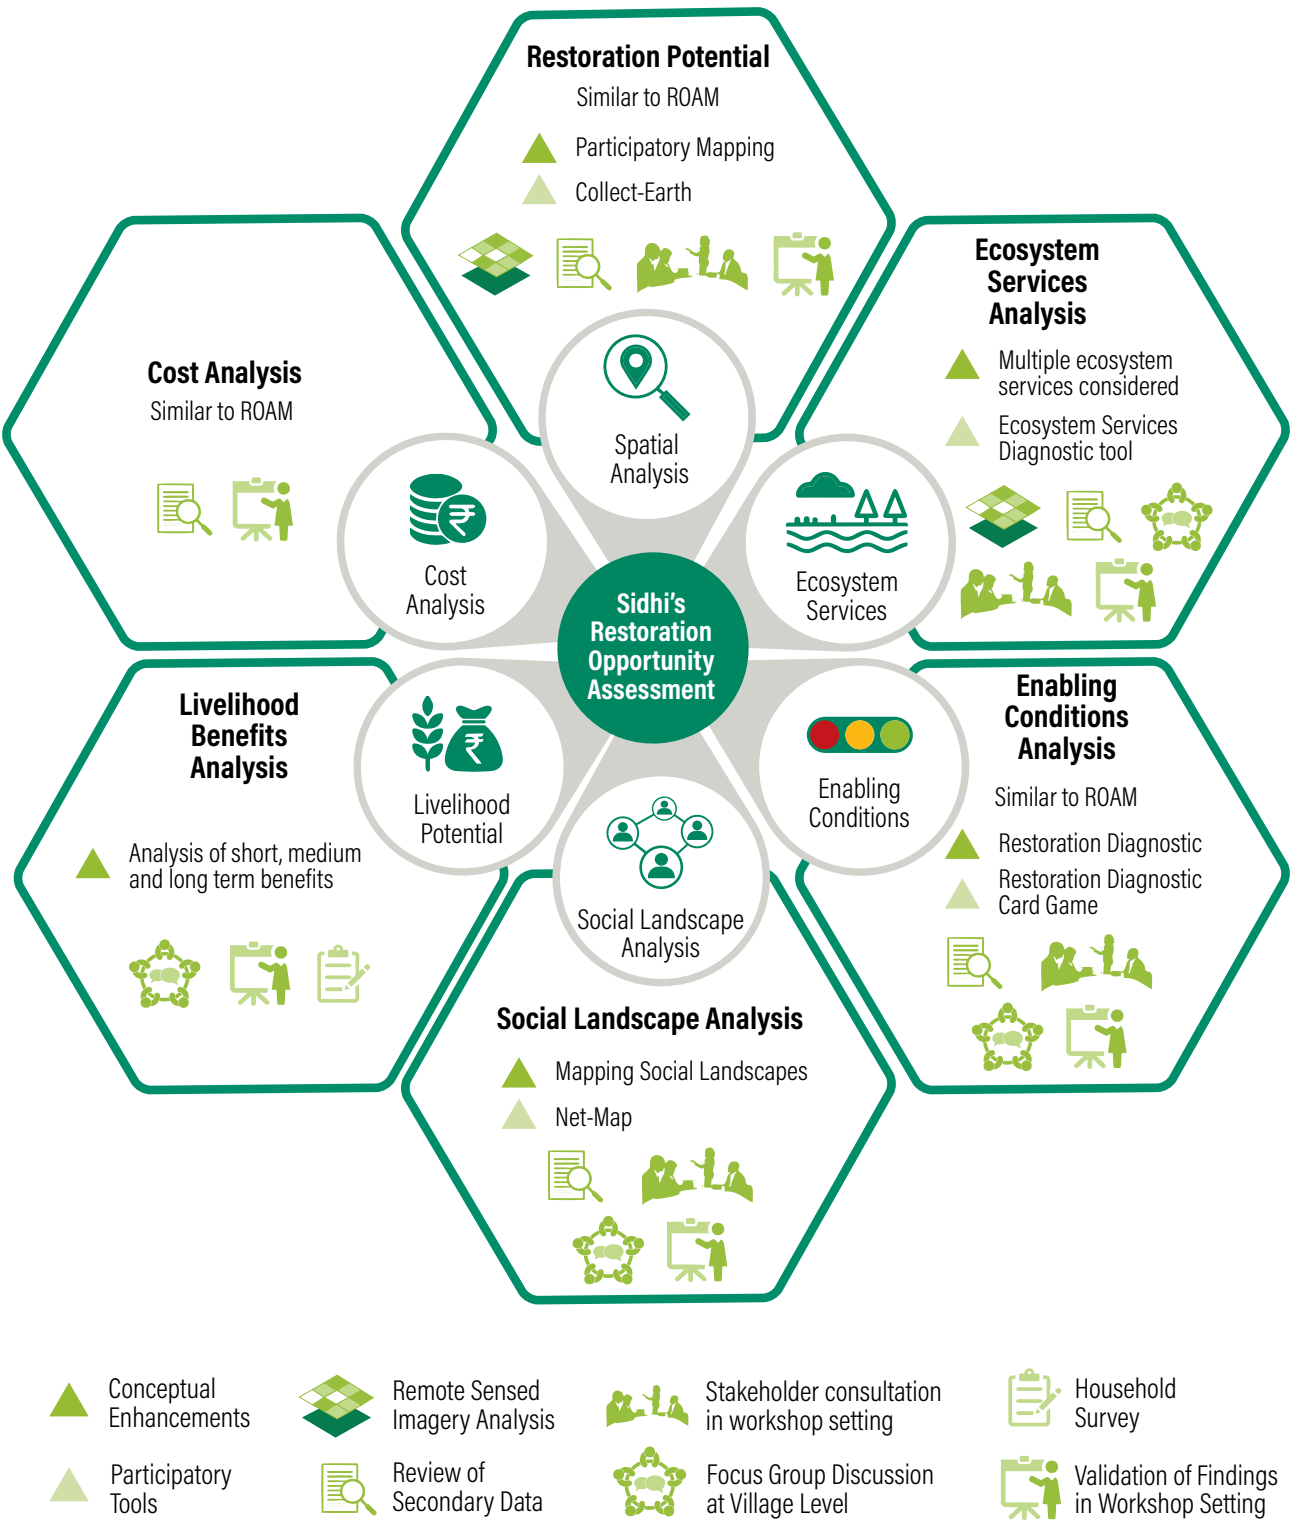 Restoration Potential
Similar to ROAM
Participatory Mapping
Collect-Earth
Spatial
Analysis
Ecosystem
Services
Analysis
Multiple ecosystem
services considered
Ecosystem Services
Diagnostic tool
Ecosystem
Services
Cost Analysis
Similar to ROAM
₹
Cost
Analysis
Sidhi's
Restoration
Opportunity
Assessment
Livelihood
Benefits
Analysis
Analysis of short, medium
and long term benefits
₹
Livelihood
Potential
Enabling
Conditions
Analysis
Similar to ROAM
Restoration Diagnostic
Restoration Diagnostic
Card Game
Enabling
Conditions
Social Landscape
Analysis
Social Landscape Analysis
Mapping Social Landscapes
Net-Map
Conceptual
Enhancements
Remote Sensed
Imagery Analysis
Stakeholder consultation
in workshop setting
Household
Survey
Participatory
Tools
Review of
Secondary Data
Focus Group Discussion
at Village Level
Validation of Findings
in Workshop Setting